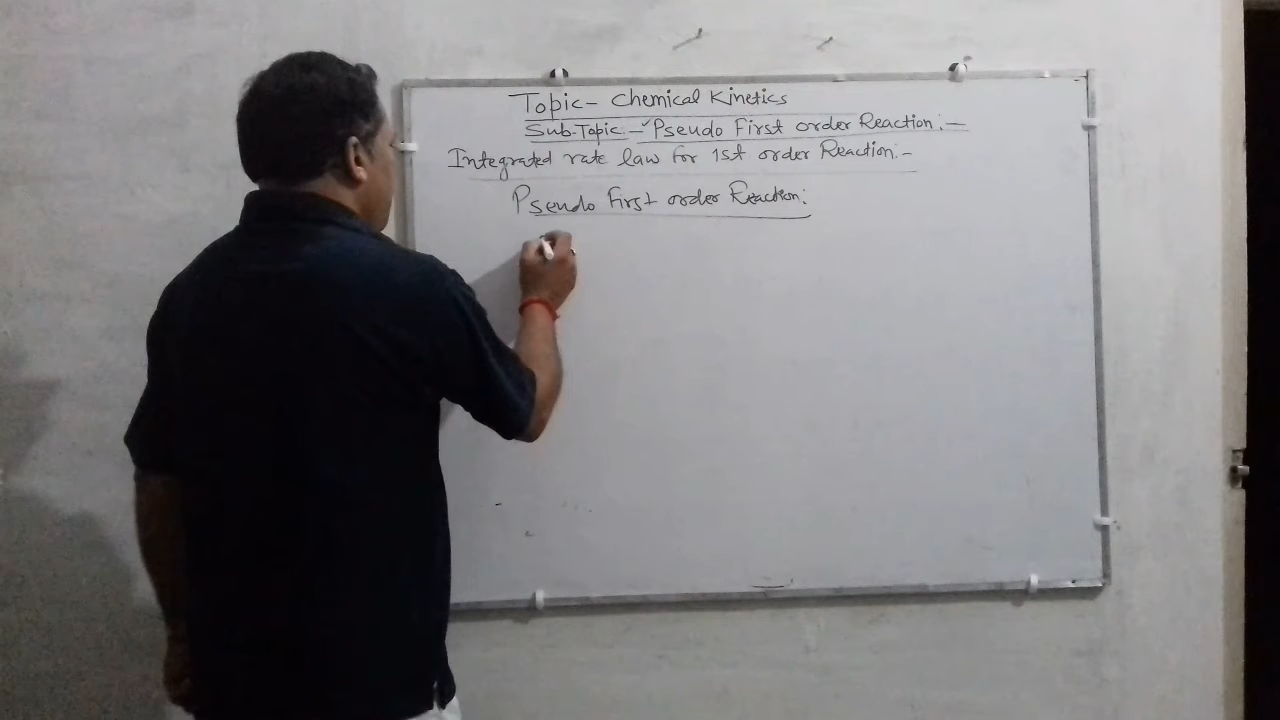 Topic- Chemical Kinetics
Sub-Topic:- Pseudo First order Reaction:-
Integrated rate law for 1st order Reaction:-
Pseudo first order Reaction: